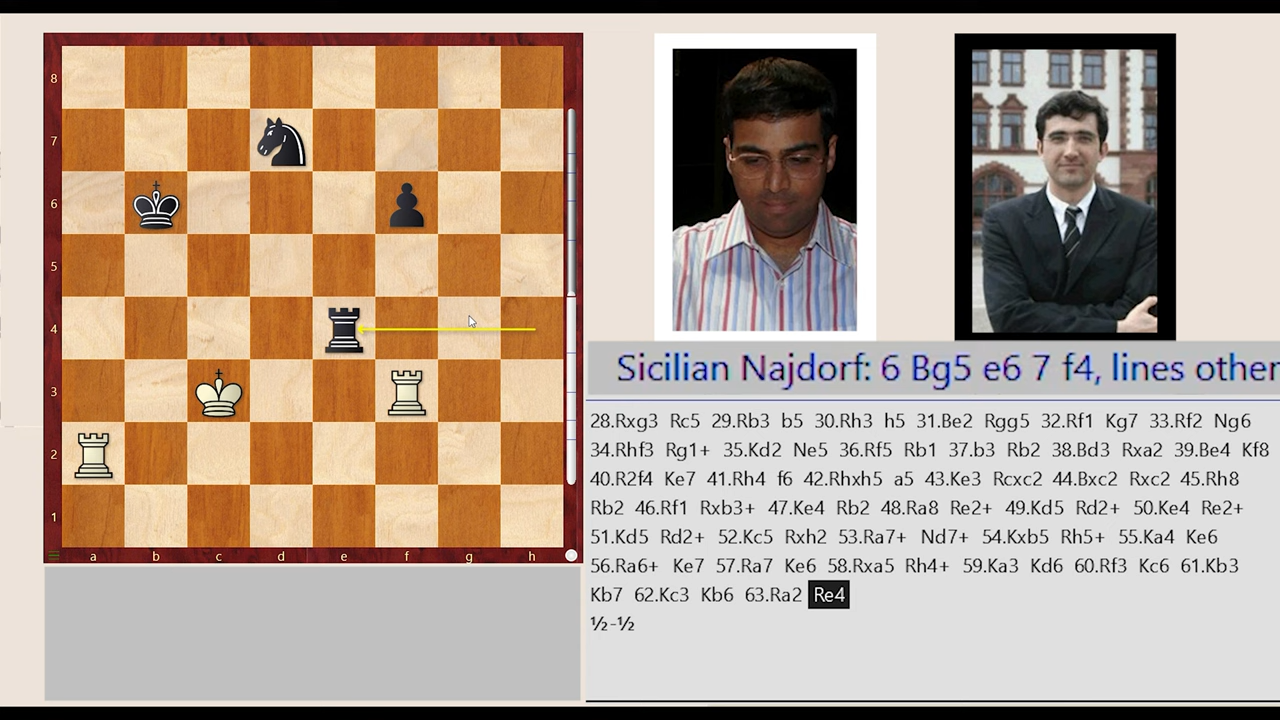 8
7
6
5
4
3
2
1
a b c d e f g h
Sicilian Najdorf: 6 Bg5 e6 7 f4, lines other
28.Rxg3 Rc5 29.Rb3 b5 30.Rh3 h5 31.Be2 Rgg5 32.Rf1 Kg7 33.Rf2 Ng6
34.Rhf3 Rg1+ 35.Kd2 Ne5 36.Rf5 Rb1 37.b3 Rb2 38.Bd3 Rxa2 39.Be4 Kf8
40.R2f4 Ke7 41.Rh4 f6 42.Rhxh5 a5 43.Ke3 Rcxc2 44.Bxc2 Rxc2 45.Rh8
Rb2 46.Rf1 Rxb3+ 47.Ke4 Rb2 48.Ra8 Re2+ 49.Kd5 Rd2+ 50.Ke4 Re2+
51.Kd5 Rd2+ 52.Kc5 Rxh2 53.Ra7+ Nd7+ 54.Kxb5 Rh5+ 55.Ka4 Ke6
56.Ra6+ Ke7 57.Ra7 Ke6 58.Rxa5 Rh4+ 59.Ka3 Kd6 60.Rf3 Kc6 61.Kb3
Kb7 62.Kc3 Kb6 63.Ra2 Re4
½-½